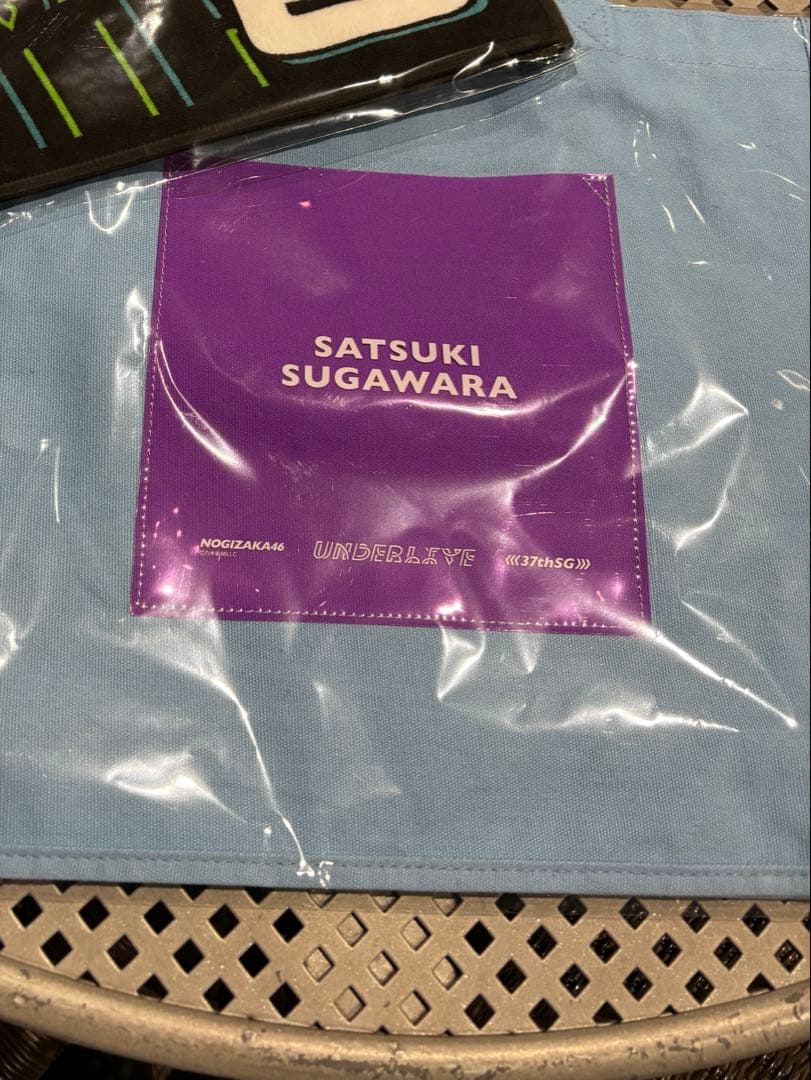 SATSUKI
SUGAWARA
NOGIZAKA46
UNDERLIVE
37thSG